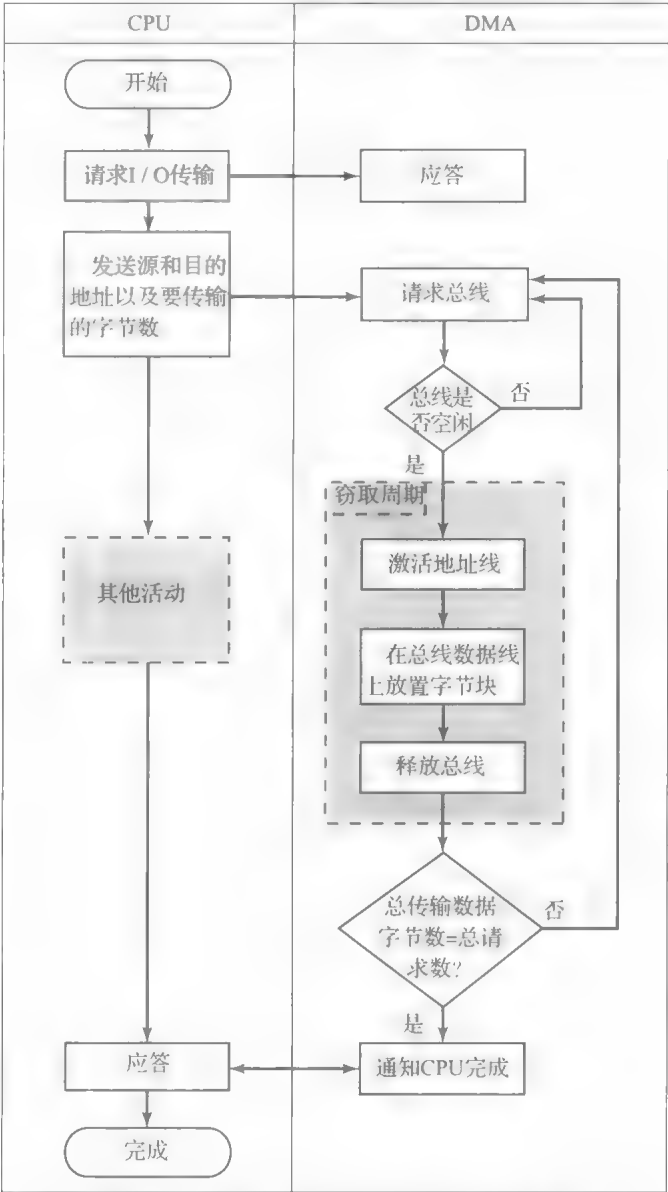 CPU
DMA
开始
请求I / O传输
应答
发送源和目的
地址以及要传输
的字节数
请求总线
总线是
否空闲
否
是
窃取周期
激活地址线
其他活动
在总线数据线
上放置字节块
释放总线
总传输数据
字节数=总请
求数?
否
是
应答
通知CPU完成
完成